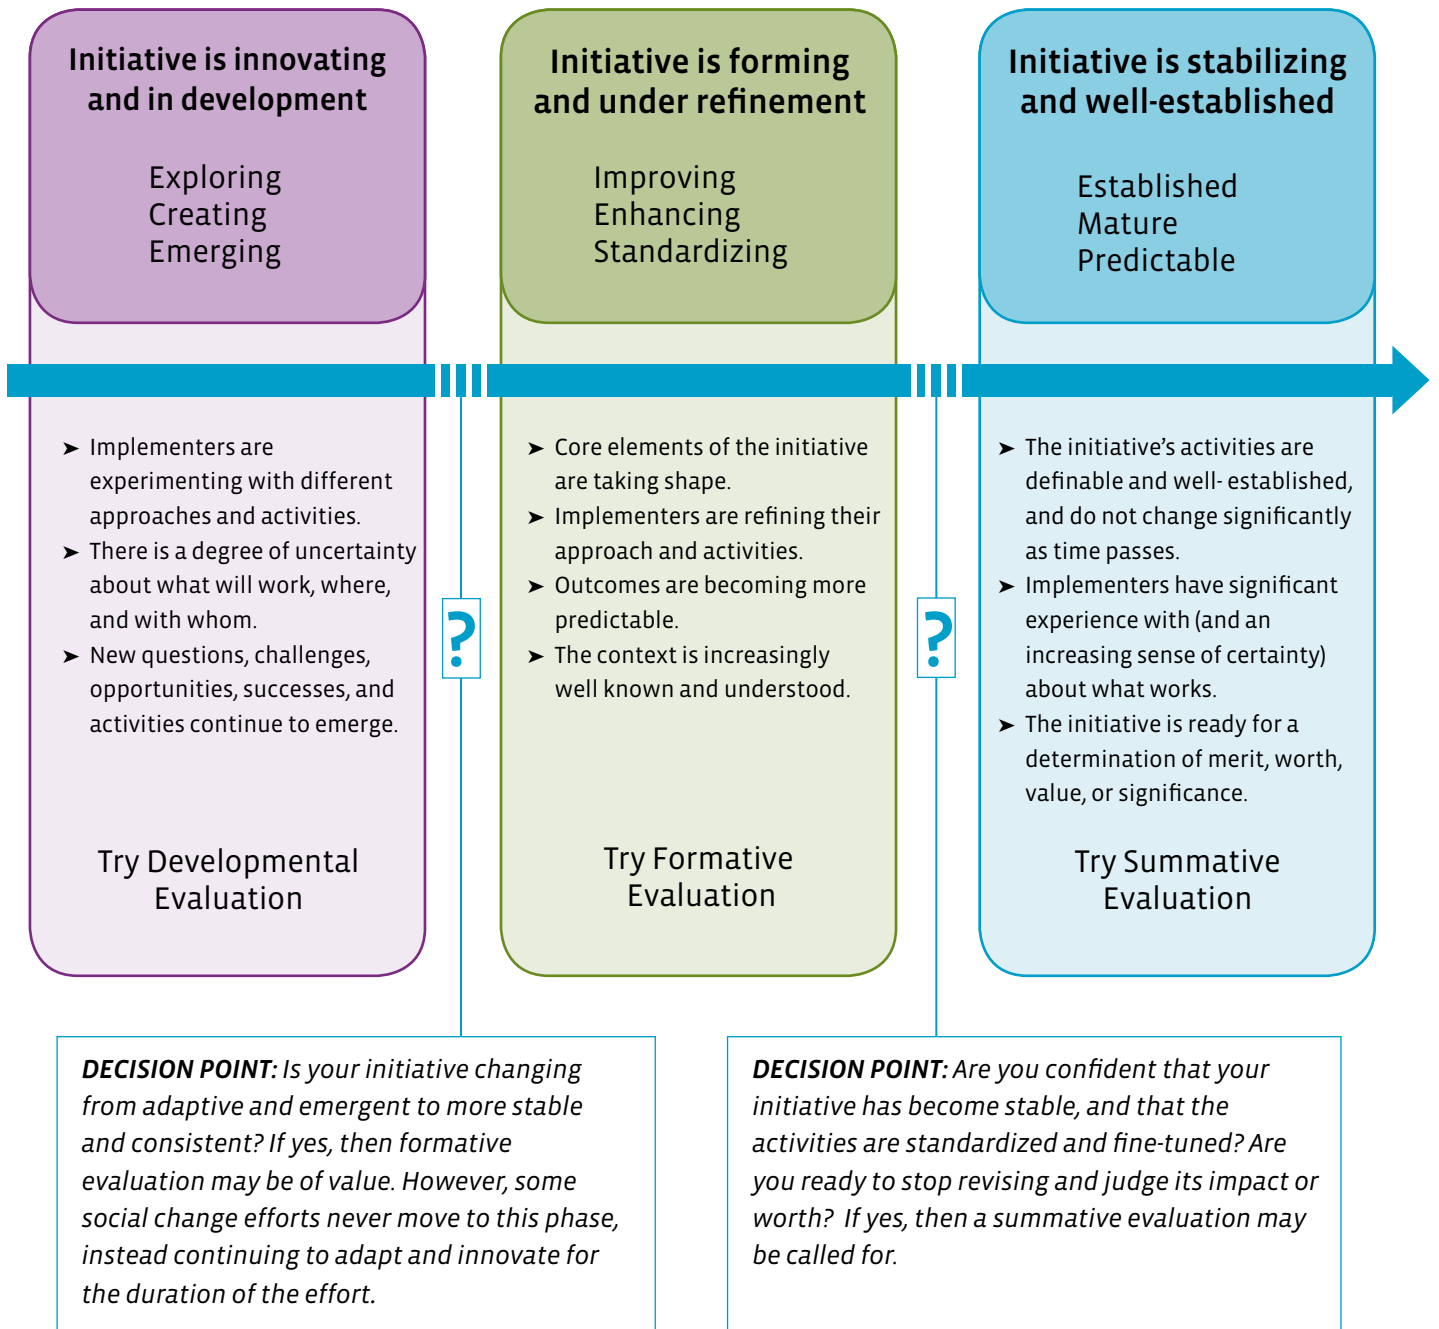 Initiative is innovating
and in development
Exploring
Creating
Emerging
➤ Implementers are
experimenting with different
approaches and activities.
➤ There is a degree of uncertainty
about what will work, where,
and with whom.
➤ New questions, challenges,
opportunities, successes, and
activities continue to emerge.
Try Developmental
Evaluation
Initiative is forming
and under refinement
Improving
Enhancing
Standardizing
➤ Core elements of the initiative
are taking shape.
➤ Implementers are refining their
approach and activities.
➤ Outcomes are becoming more
predictable.
➤ The context is increasingly
well known and understood.
Try Formative
Evaluation
Initiative is stabilizing
and well-established
Established
Mature
Predictable
➤ The initiative’s activities are
definable and well- established,
and do not change significantly
as time passes.
➤ Implementers have significant
experience with (and an
increasing sense of certainty)
about what works.
➤ The initiative is ready for a
determination of merit, worth,
value, or significance.
Try Summative
Evaluation
?
?
DECISION POINT: Is your initiative changing
from adaptive and emergent to more stable
and consistent? If yes, then formative
evaluation may be of value. However, some
social change efforts never move to this phase,
instead continuing to adapt and innovate for
the duration of the effort.
DECISION POINT: Are you confident that your
initiative has become stable, and that the
activities are standardized and fine-tuned? Are
you ready to stop revising and judge its impact or
worth?  If yes, then a summative evaluation may
be called for.